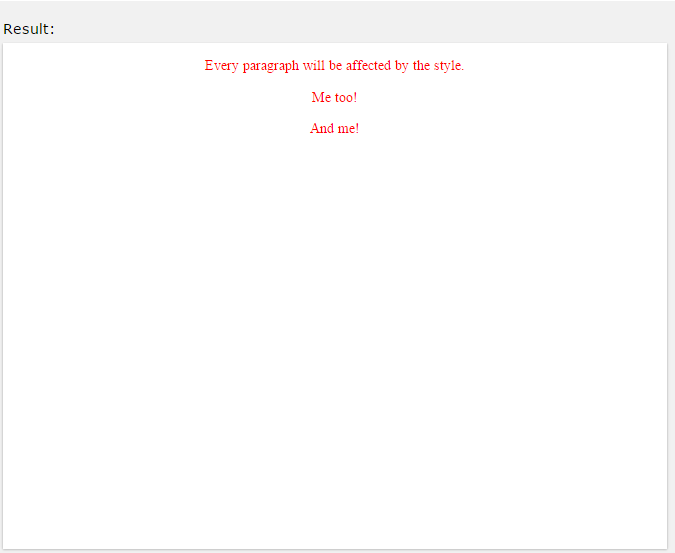 Result:
Every paragraph will be affected by the style.
Me too!
And me!